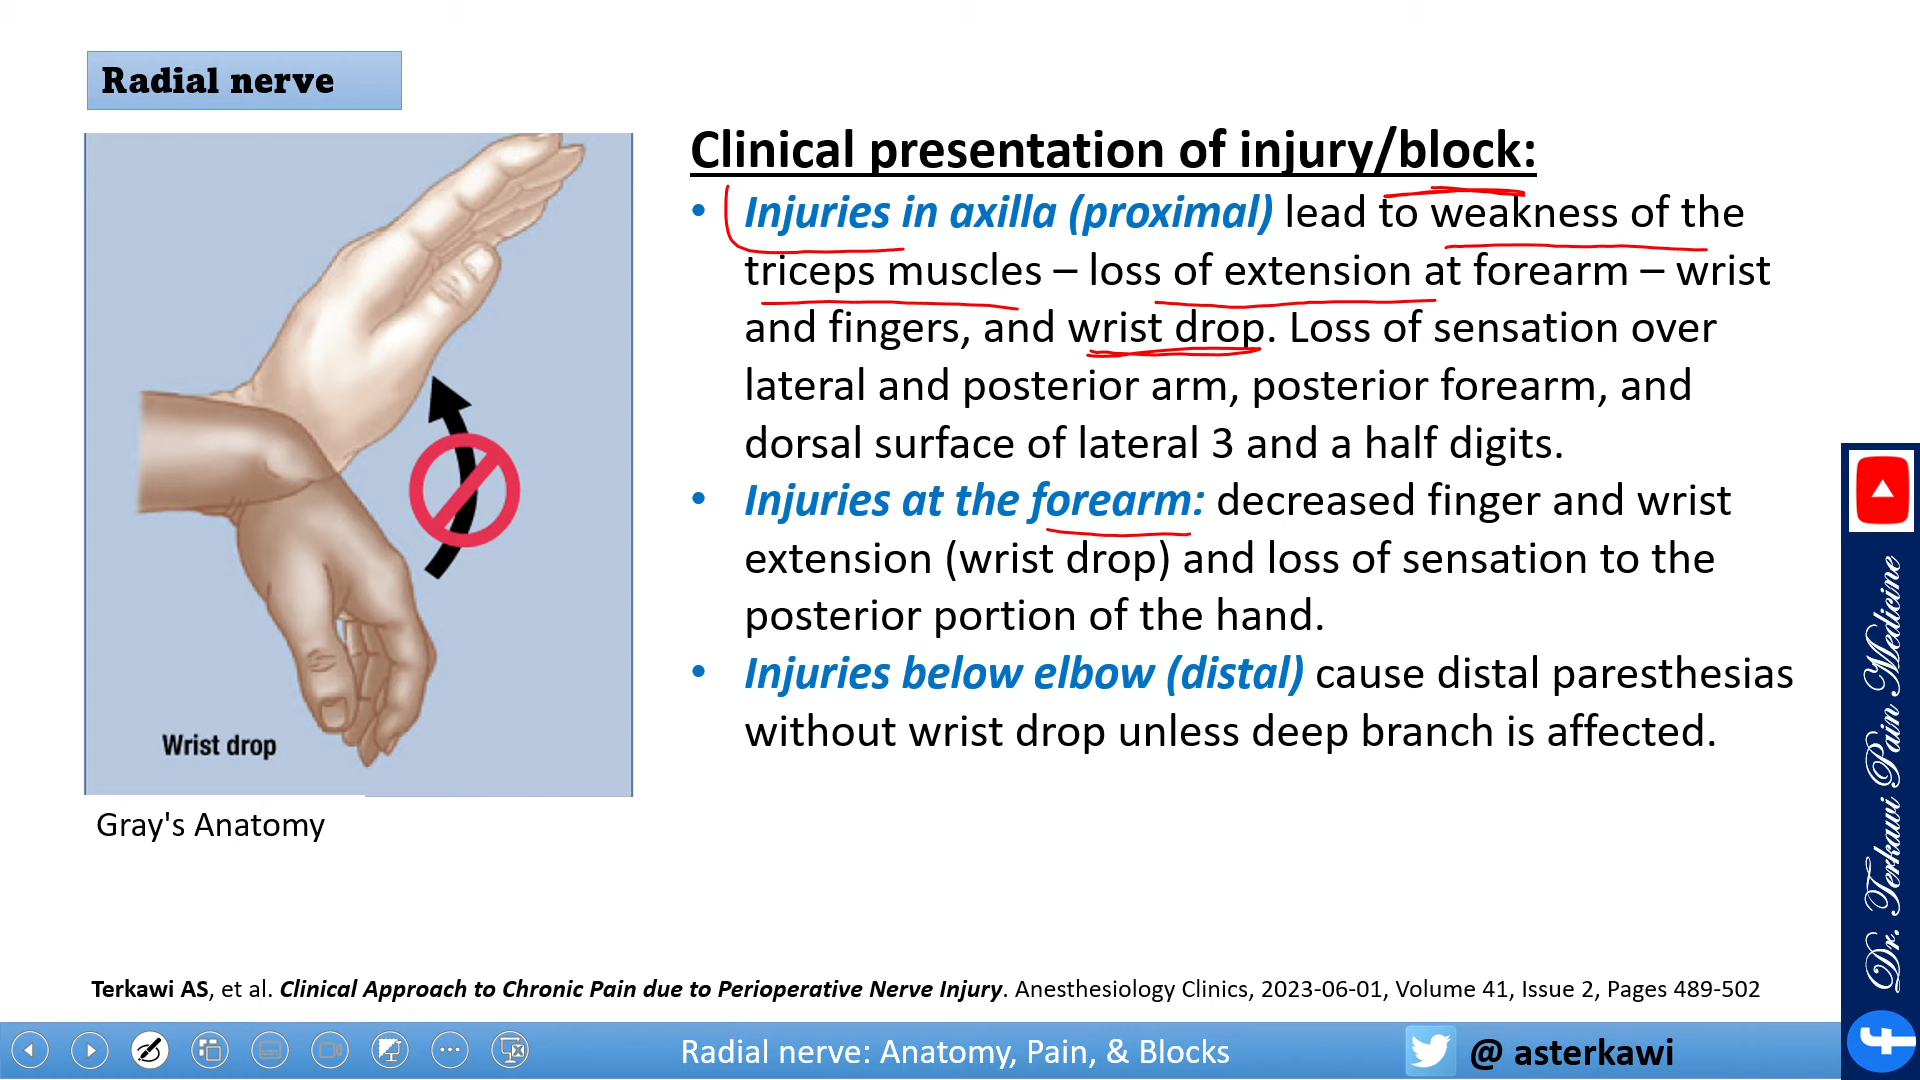 Radial nerve
Clinical presentation of injury/block:
• Injuries in axilla (proximal) lead to weakness of the
triceps muscles – loss of extension at forearm – wrist
and fingers, and wrist drop. Loss of sensation over
lateral and posterior arm, posterior forearm, and
dorsal surface of lateral 3 and a half digits.
• Injuries at the forearm: decreased finger and wrist
extension (wrist drop) and loss of sensation to the
posterior portion of the hand.
• Injuries below elbow (distal) cause distal paresthesias
without wrist drop unless deep branch is affected.
Wrist drop
Gray's Anatomy
Dr. Terkawi Pain Medicine
Terkawi AS, et al. Clinical Approach to Chronic Pain due to Perioperative Nerve Injury. Anesthesiology Clinics, 2023-06-01, Volume 41, Issue 2, Pages 489-502
Radial nerve: Anatomy, Pain, & Blocks
@ asterkawi